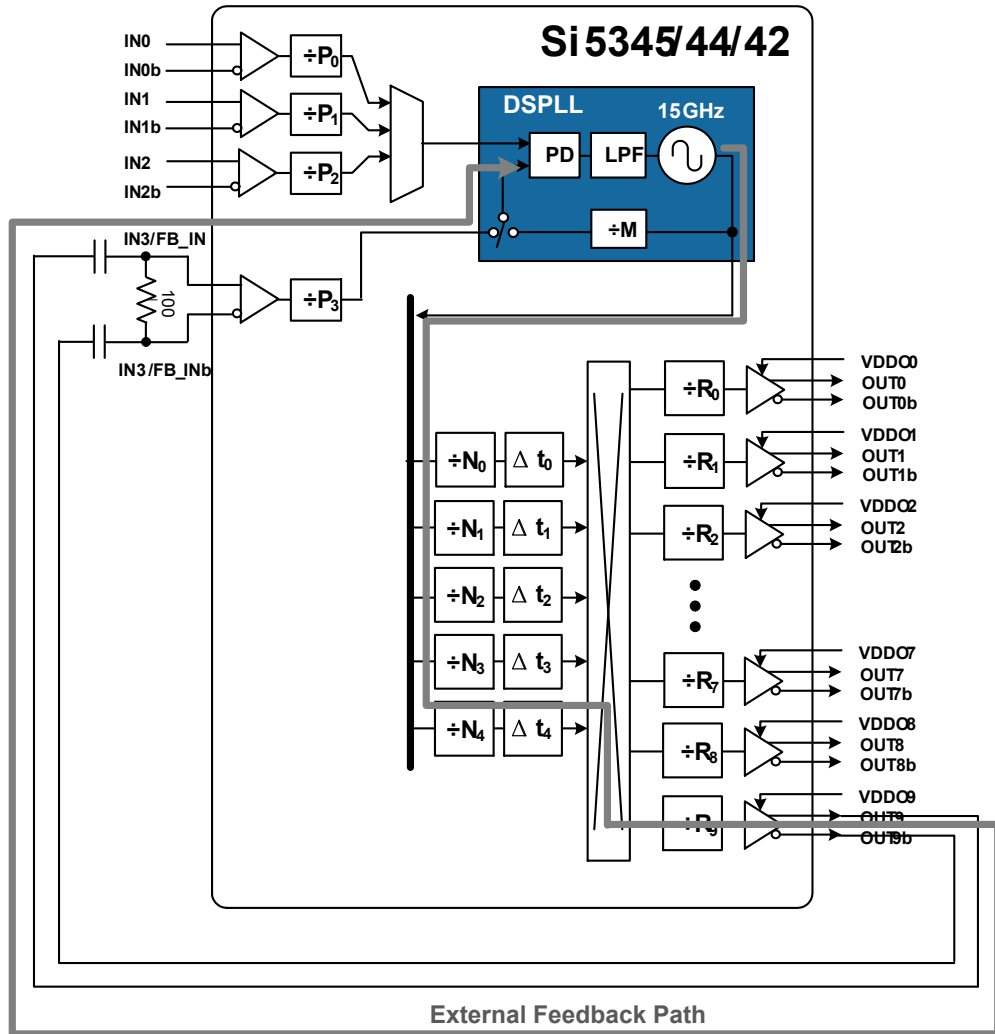 Si5345/44/42
IN0
IN0b
÷P0
IN1
IN1b
÷P1
IN2
IN2b
÷P2
DSPLL
15GHz
PD
LPF
÷M
IN3/FB_IN
100
IN3/FB_INb
÷P3
÷N0
Δ t0
÷N1
Δ t1
÷N2
Δ t2
÷N3
Δ t3
÷N4
Δ t4
÷R0
VDDO0
OUT0
OUT0b
÷R1
VDDO1
OUT1
OUT1b
÷R2
VDDO2
OUT2
OUT2b
÷R7
VDDO7
OUT7
OUT7b
÷R8
VDDO8
OUT8
OUT8b
÷R9
VDDO9
OUT9
OUT9b
External Feedback Path